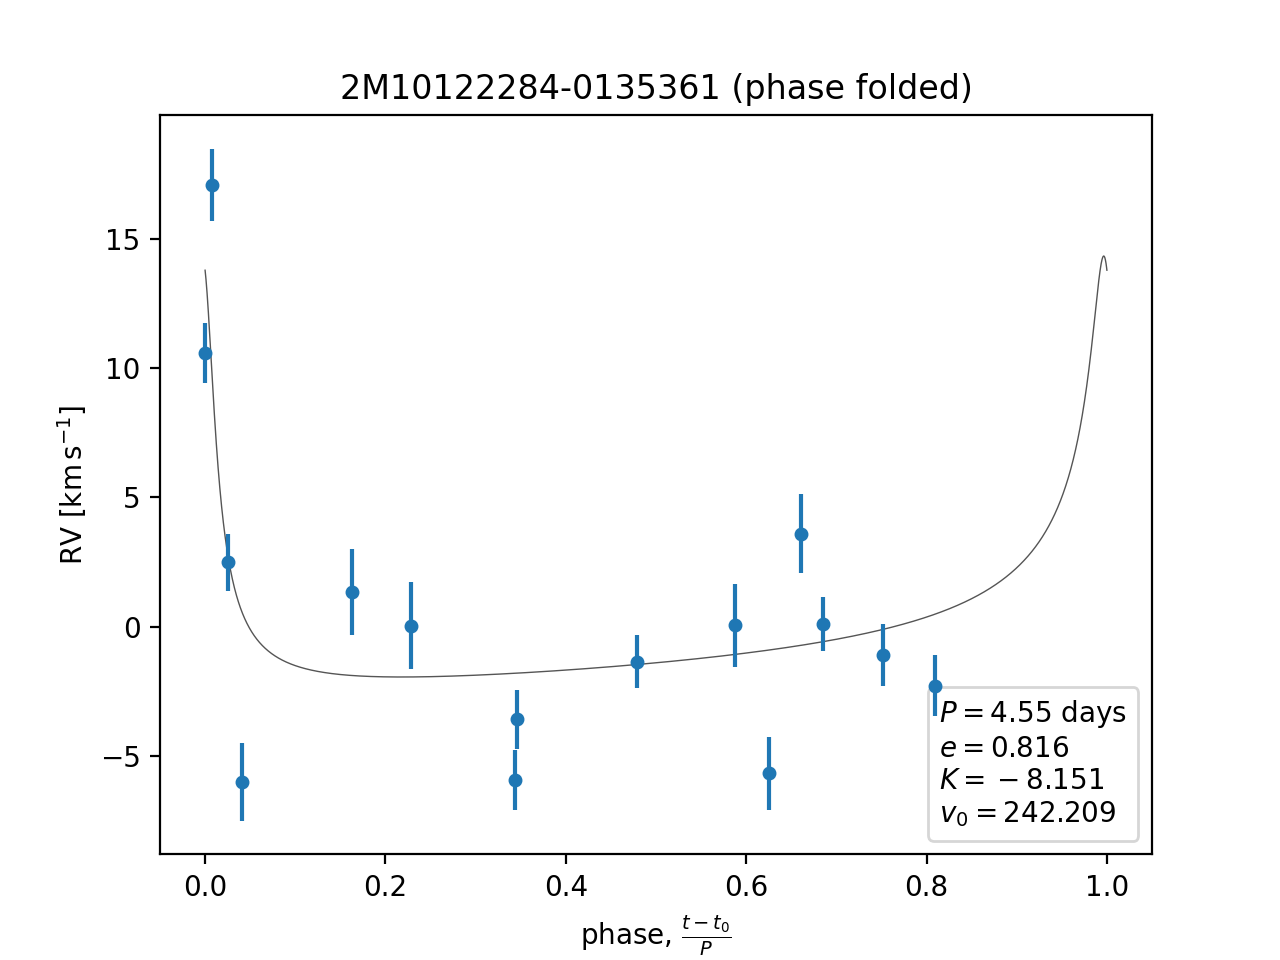 2M10122284-0135361 (phase folded)
RV [km s⁻¹]
15
10
5
0
−5
0.0 0.2 0.4 0.6 0.8 1.0
phase, (t − t₀)/P
P = 4.55 days
e = 0.816
K = −8.151
v₀ = 242.209